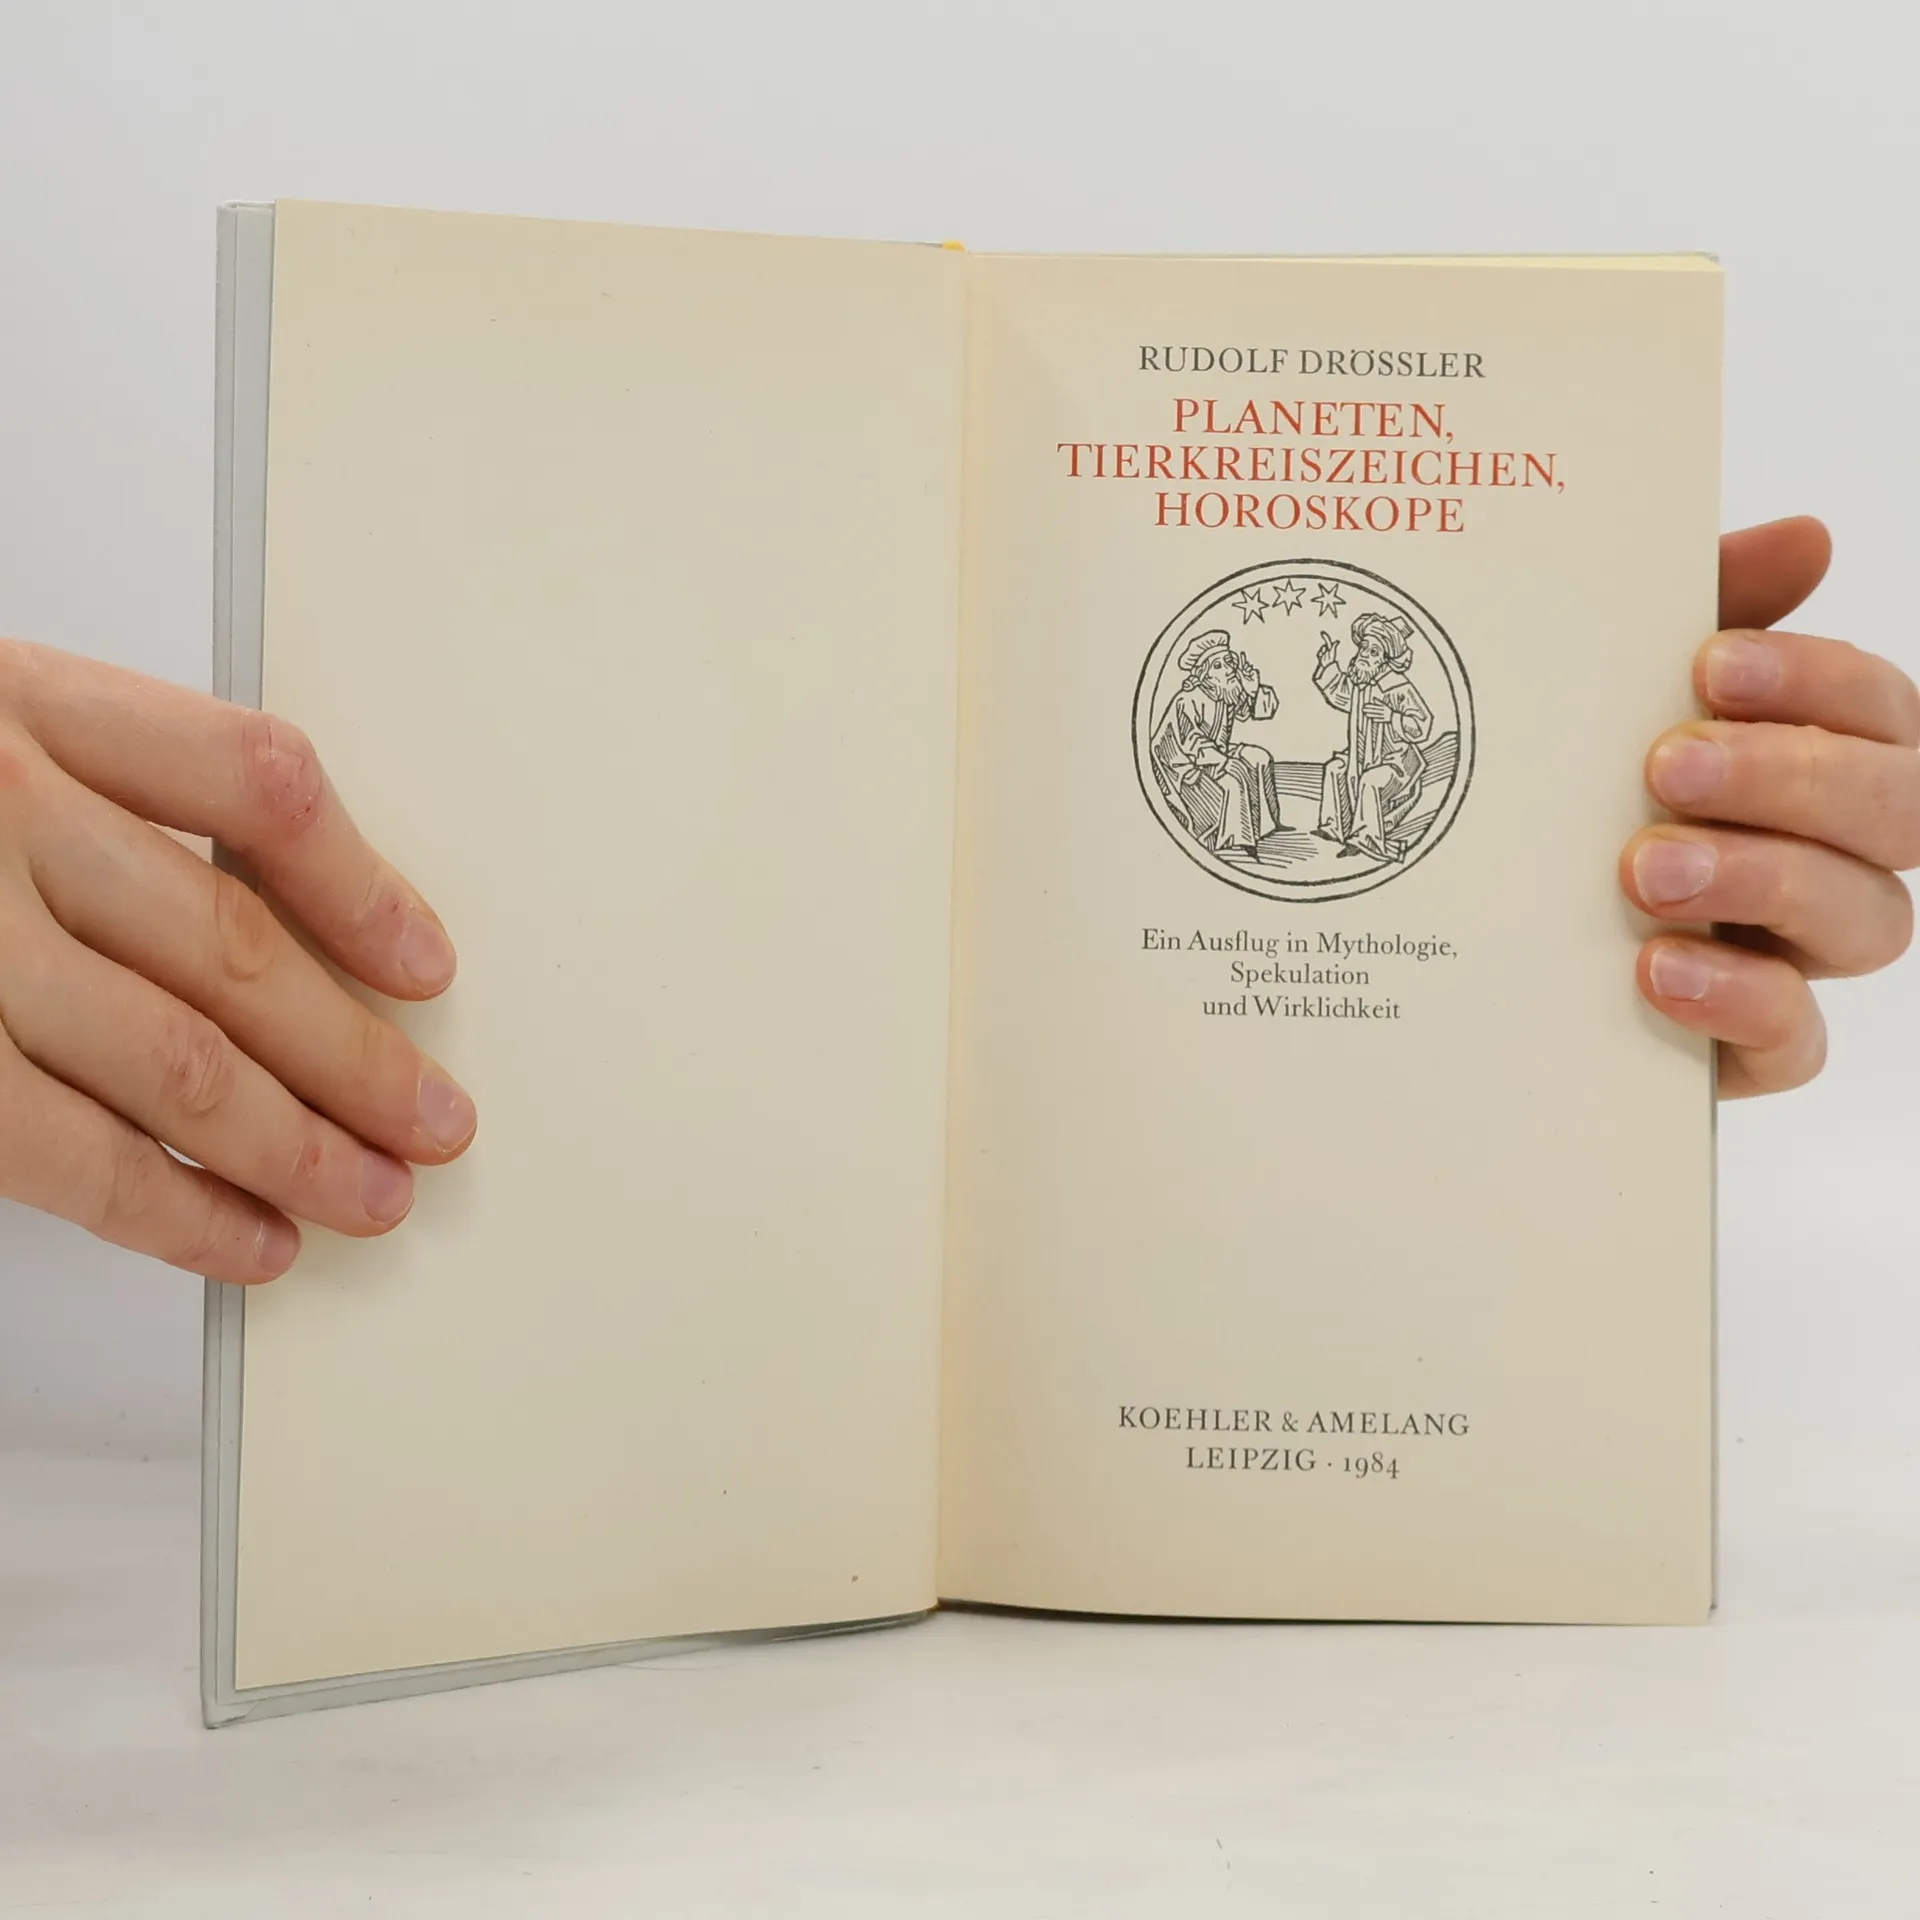 RUDOLF DRÖSSLER
PLANETEN,
TIERKREISZEICHEN,
HOROSKOPE
Ein Ausflug in Mythologie,
Spekulation
und Wirklichkeit
KOEHLER & AMELANG
LEIPZIG · 1984